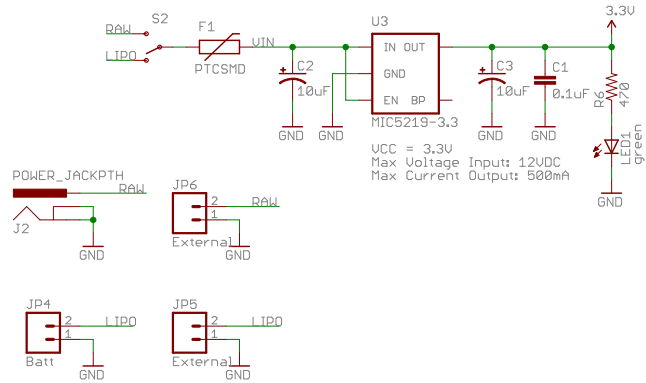 S2
RAW
LIPO
F1
PTCSMD
VIN
C2
10uF
GND
GND
U3
IN OUT
GND
EN BP
MIC5219-3.3
VCC = 3.3V
Max Voltage Input: 12VDC
Max Current Output: 500mA
C3
10uF
GND
C1
0.1uF
GND
3.3V
R6
470
LED1
green
GND
POWER_JACKPTH
RAW
J2
GND
JP6
2
RAW
1
External
GND
JP4
2
LIPO
1
Batt
GND
JP5
2
LIPO
1
External
GND